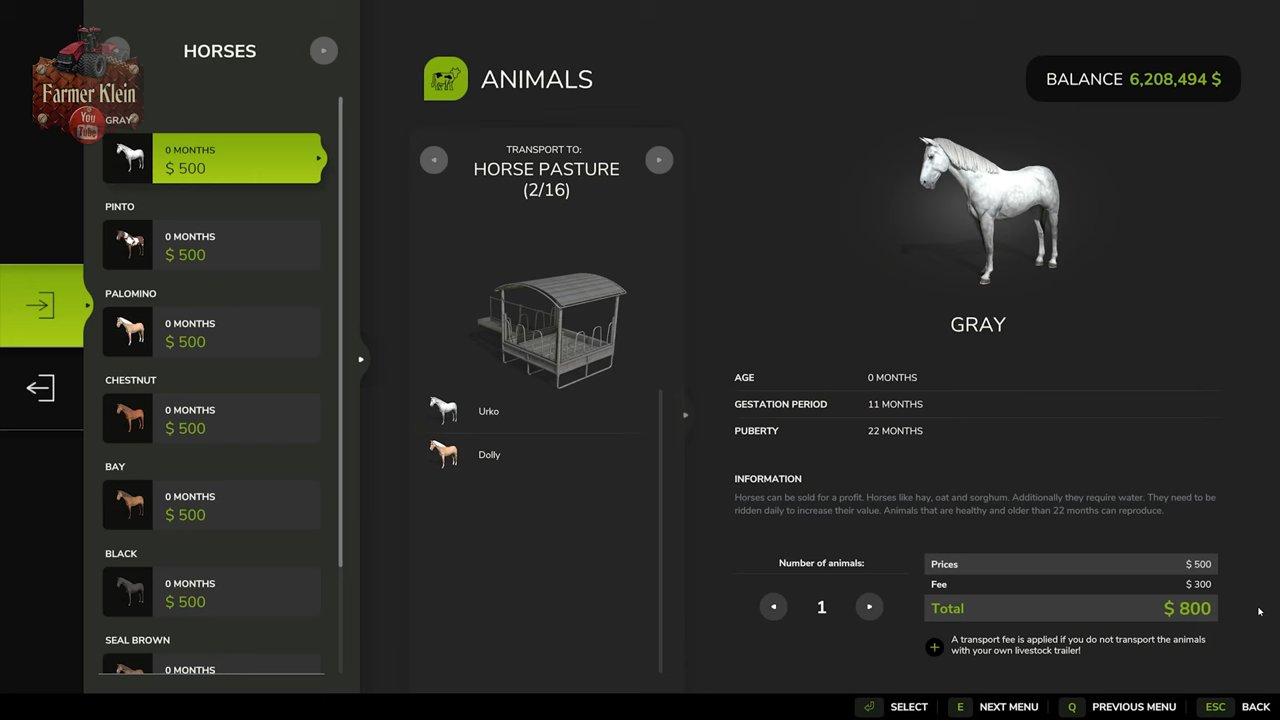 HORSES
Farmer Klein
You
Tube
GRAY
0 MONTHS
$ 500
PINTO
0 MONTHS
$ 500
PALOMINO
0 MONTHS
$ 500
CHESTNUT
0 MONTHS
$ 500
BAY
0 MONTHS
$ 500
BLACK
0 MONTHS
$ 500
SEAL BROWN
0 MONTHS
ANIMALS
BALANCE 6,208,494 $
TRANSPORT TO:
HORSE PASTURE
(2/16)
Urko
Dolly
GRAY
AGE 0 MONTHS
GESTATION PERIOD 11 MONTHS
PUBERTY 22 MONTHS
INFORMATION
Horses can be sold for a profit. Horses like hay, oat and sorghum. Additionally they require water. They need to be
ridden daily to increase their value. Animals that are healthy and older than 22 months can reproduce.
Number of animals:
1
Prices $ 500
Fee $ 300
Total $ 800
A transport fee is applied if you do not transport the animals
with your own livestock trailer!
SELECT E NEXT MENU Q PREVIOUS MENU ESC BACK